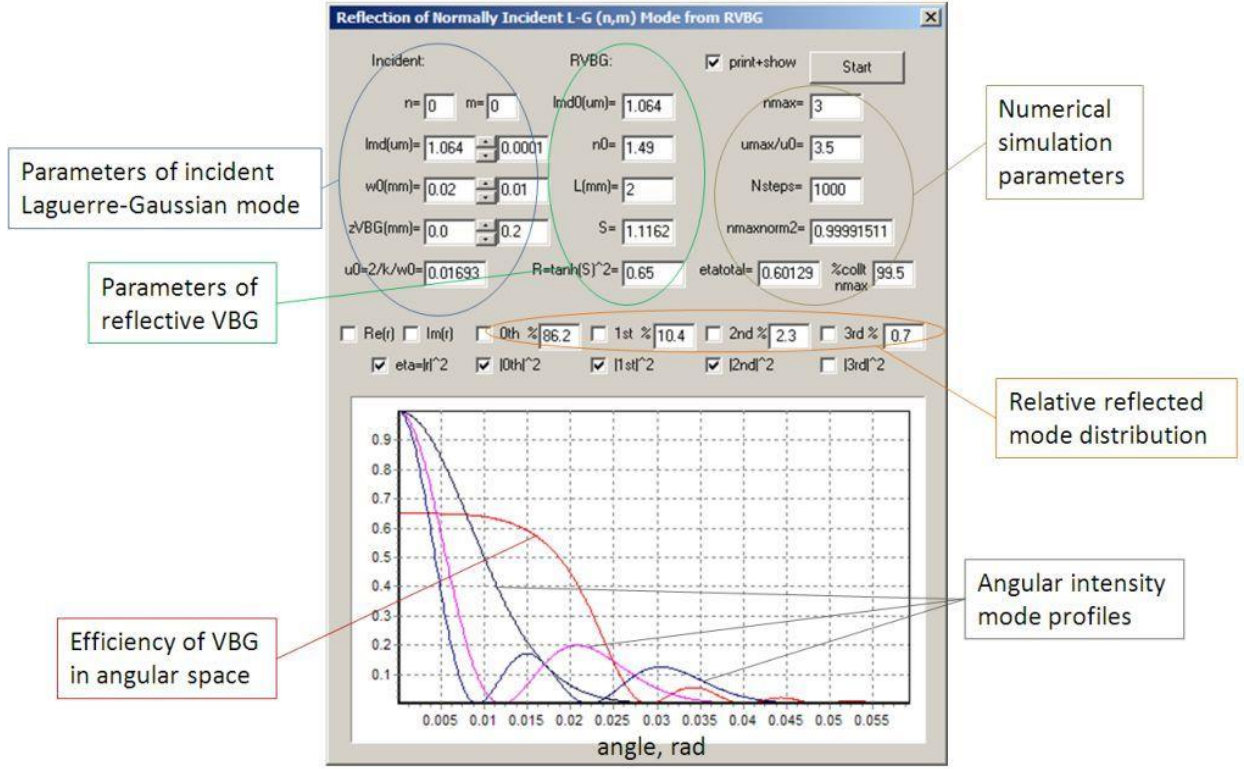 Reflection of Normally Incident L-G (n,m) Mode from RVBG
Incident: RVBG: print+show Start
n= 0 m= 0 lmd0(um)= 1.064 nmax= 3
lmd(um)= 1.064 0.0001 n0= 1.49 umax/u0= 3.5
w0(mm)= 0.02 0.01 L(mm)= 2 Nsteps= 1000
zVBG(mm)= 0.0 0.2 S= 1.1162 nmaxnorm2= 0.99991511
u0=2/k/w0= 0.01693 R=tanh(S)^2= 0.65 etatotal= 0.60129 %collt nmax 99.5
Re(r) Im(r) 0th % 86.2 1st % 10.4 2nd % 2.3 3rd % 0.7
eta=|r|^2 |0th|^2 |1st|^2 |2nd|^2 |3rd|^2
Parameters of incident
Laguerre-Gaussian mode
Parameters of
reflective VBG
Numerical
simulation
parameters
Relative reflected
mode distribution
Efficiency of VBG
in angular space
Angular intensity
mode profiles
0.9
0.8
0.7
0.6
0.5
0.4
0.3
0.2
0.1
0.005 0.01 0.015 0.02 0.025 0.03 0.035 0.04 0.045 0.05 0.055
angle, rad